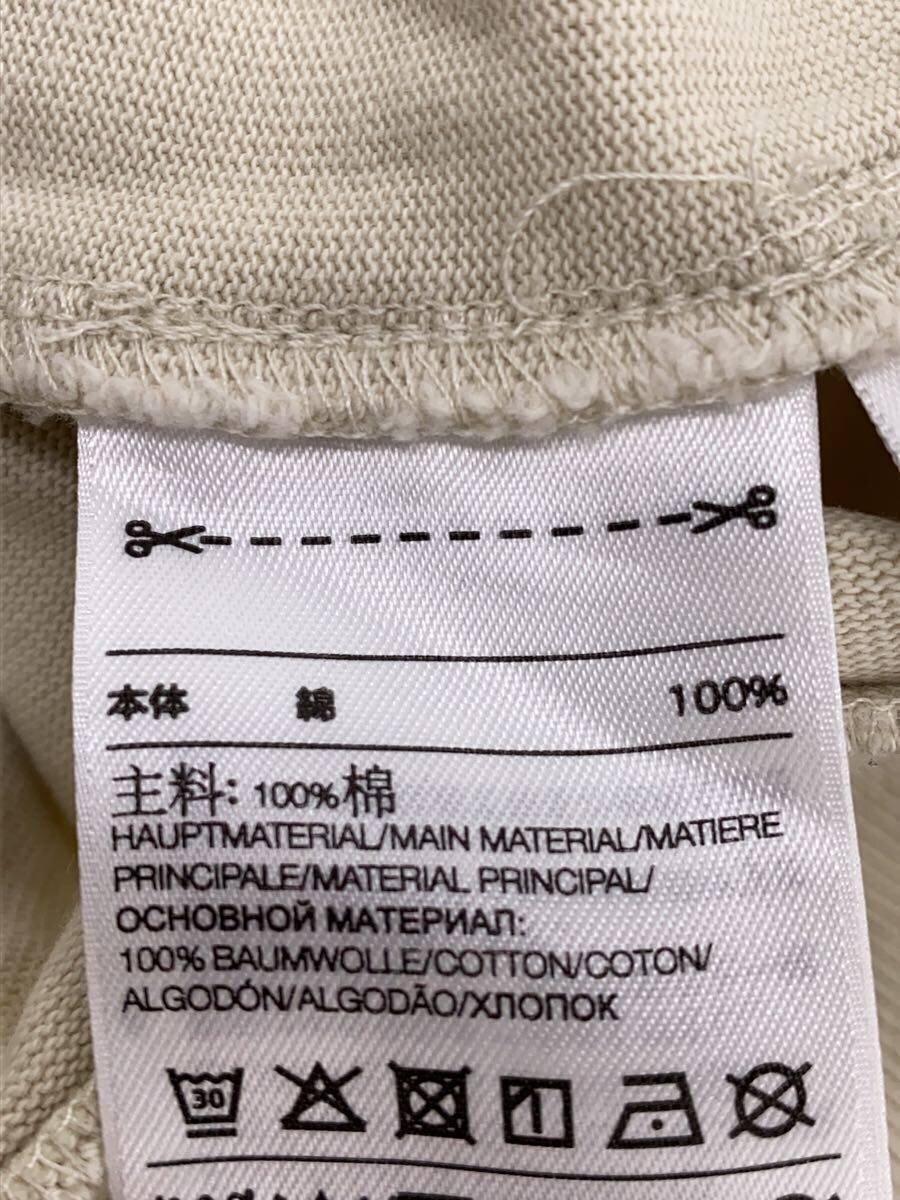 本体 綿 100%
主料: 100%棉
HAUPTMATERIAL/MAIN MATERIAL/MATIERE
PRINCIPALE/MATERIAL PRINCIPAL/
ОСНОВНОЙ МАТЕРИАЛ:
100% BAUMWOLLE/COTTON/COTON/
ALGODÓN/ALGODÃO/ХЛОПОК
30